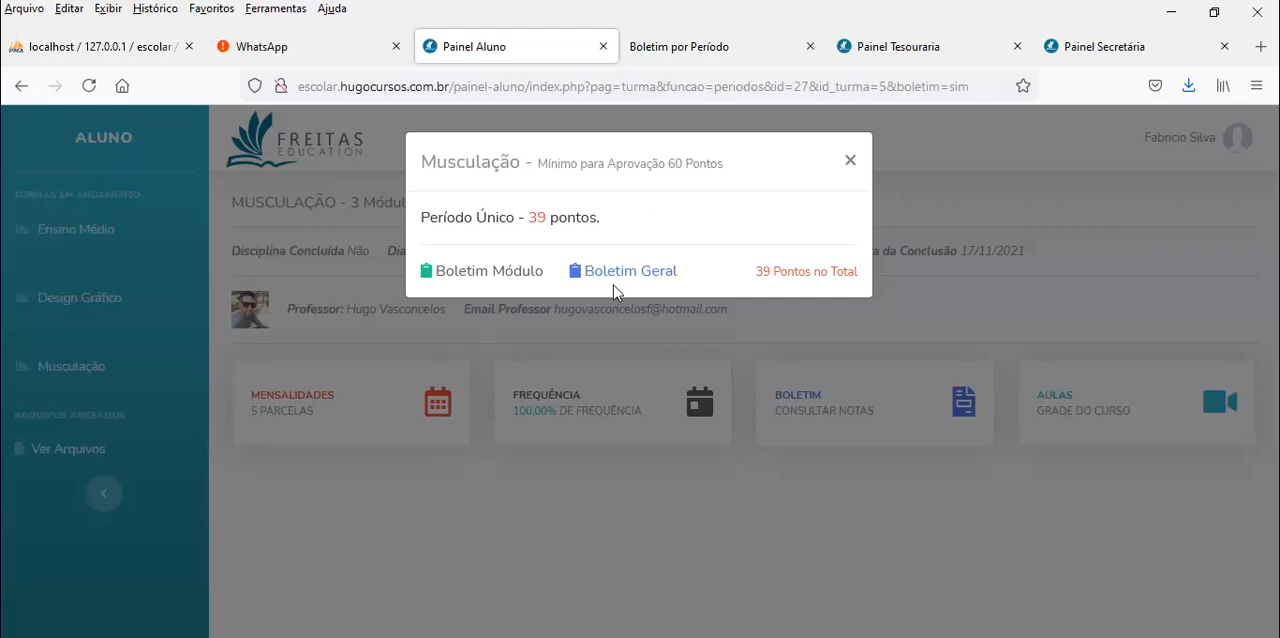 Arquivo Editar Exibir Histórico Favoritos Ferramentas Ajuda
localhost / 127.0.0.1 / escolar /
WhatsApp
Painel Aluno
Boletim por Período
Painel Tesouraria
Painel Secretária
escolar.hugocursos.com.br/painel-aluno/index.php?pag=turma&funcao=periodos&id=27&id_turma=5&boletim=sim
ALUNO
TURMAS EM ANDAMENTO
Ensino Médio
Design Gráfico
Musculação
ARQUIVOS ANEXADOS
Ver Arquivos
FREITAS
EDUCATION
Fabricio Silva
MUSCULAÇÃO - 3 Módul
Disciplina Concluída Não
a da Conclusão 17/11/2021
Professor: Hugo Vasconcelos Email Professor hugovasconcelosf@hotmail.com
Musculação - Mínimo para Aprovação 60 Pontos
Período Único - 39 pontos.
Boletim Módulo
Boletim Geral
39 Pontos no Total
MENSALIDADES
5 PARCELAS
FREQUÊNCIA
100,00% DE FREQUÊNCIA
BOLETIM
CONSULTAR NOTAS
AULAS
GRADE DO CURSO